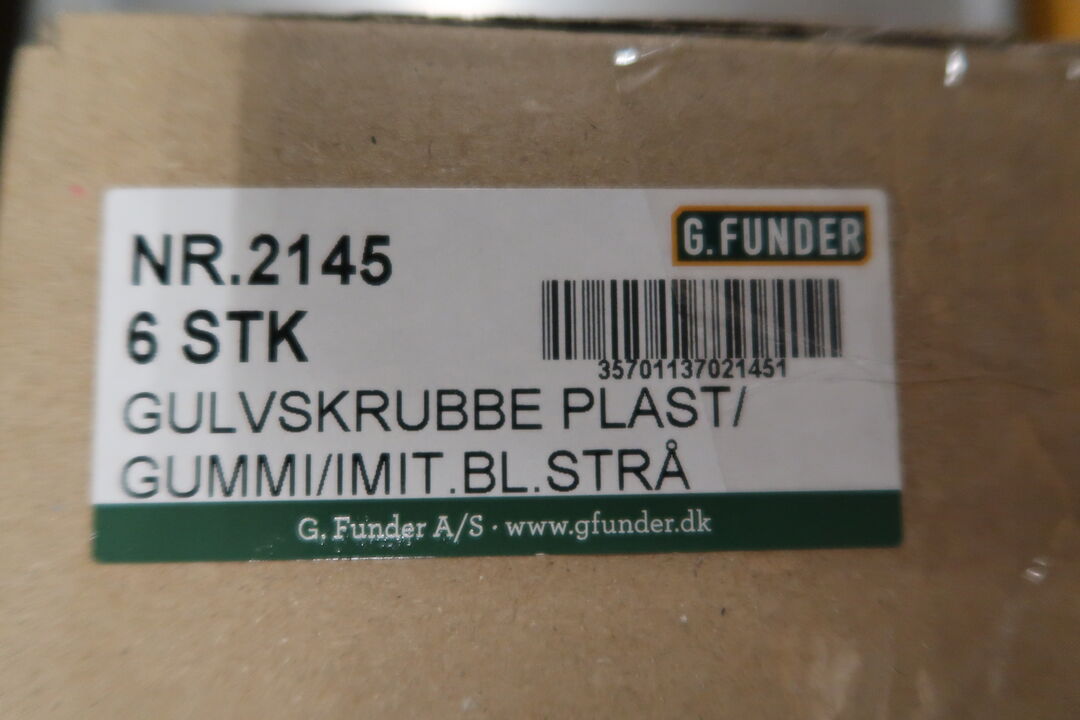 G.FUNDER
NR.2145
6 STK
35701137021451
GULVSKRUBBE PLAST/
GUMMI/IMIT.BL.STRÅ
G. Funder A/S · www.gfunder.dk